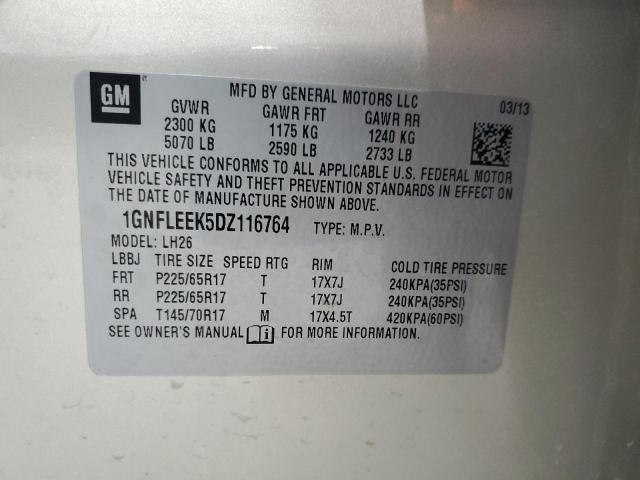 GM
MFD BY GENERAL MOTORS LLC 03/13
GVWR GAWR FRT GAWR RR
2300 KG 1175 KG 1240 KG
5070 LB 2590 LB 2733 LB
THIS VEHICLE CONFORMS TO ALL APPLICABLE U.S. FEDERAL MOTOR
VEHICLE SAFETY AND THEFT PREVENTION STANDARDS IN EFFECT ON
THE DATE OF MANUFACTURE SHOWN ABOVE.
1GNFLEEK5DZ116764 TYPE: M.P.V.
MODEL: LH26
LBBJ TIRE SIZE SPEED RTG RIM COLD TIRE PRESSURE
FRT P225/65R17 T 17X7J 240KPA(35PSI)
RR P225/65R17 T 17X7J 240KPA(35PSI)
SPA T145/70R17 M 17X4.5T 420KPA(60PSI)
SEE OWNER'S MANUAL FOR MORE INFORMATION.